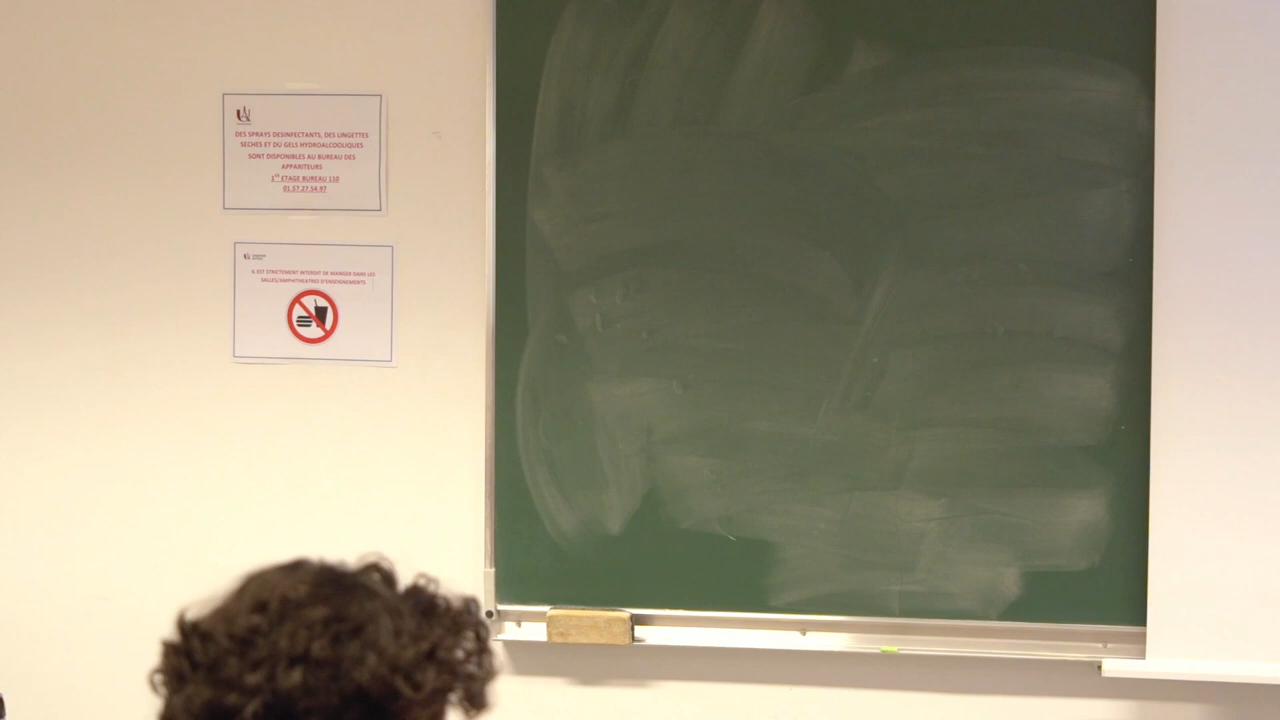 DES SPRAYS DESINFECTANTS, DES LINGETTES
SECHES ET DU GELS HYDROALCOOLIQUES
SONT DISPONIBLES AU BUREAU DES
APPARITEURS
1ER ETAGE BUREAU 110
01.57.27.54.97
IL EST STRICTEMENT INTERDIT DE MANGER DANS LES
SALLES/AMPHITHEATRES D'ENSEIGNEMENTS